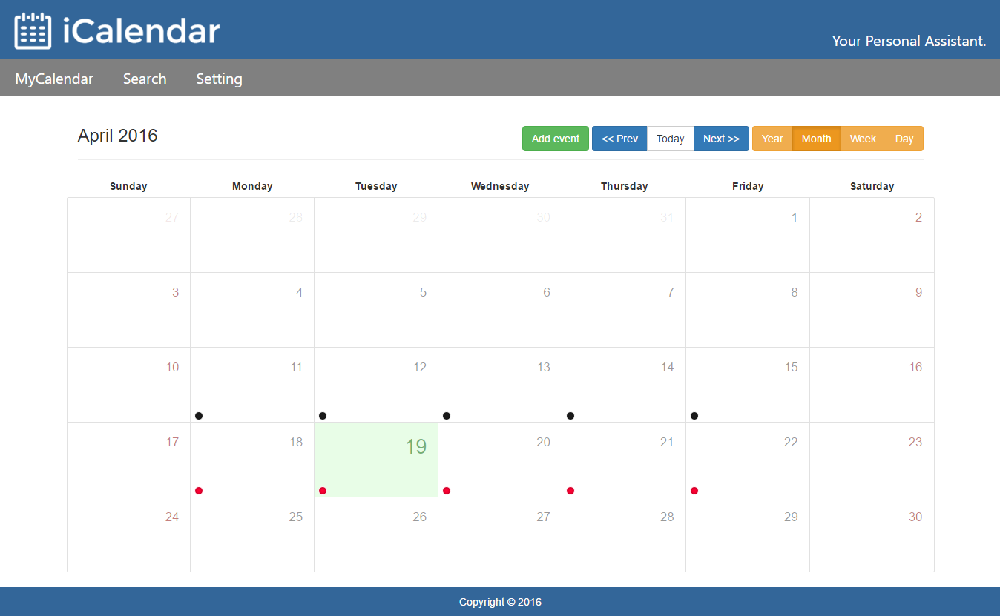 iCalendar
Your Personal Assistant.
MyCalendar Search Setting
April 2016
Add event << Prev Today Next >> Year Month Week Day
Sunday Monday Tuesday Wednesday Thursday Friday Saturday
27 28 29 30 31 1 2
3 4 5 6 7 8 9
10 11 12 13 14 15 16
17 18 19 20 21 22 23
24 25 26 27 28 29 30
Copyright © 2016